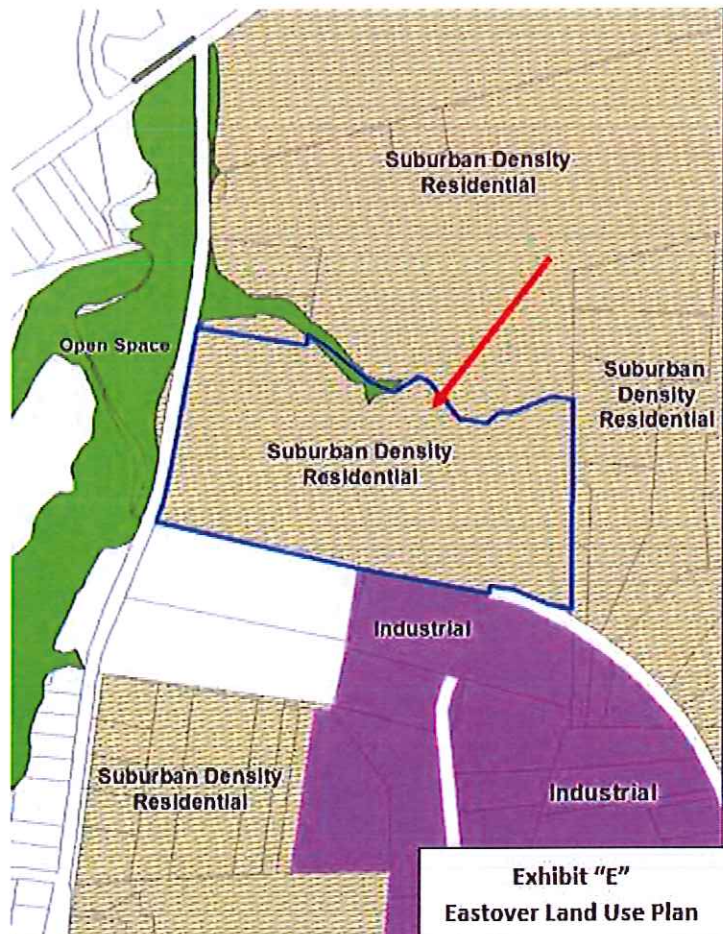 Suburban Density
Residential
Open Space
Suburban
Density
Residential
Suburban Density
Residential
Industrial
Suburban Density
Residential
Industrial
Exhibit "E"
Eastover Land Use Plan